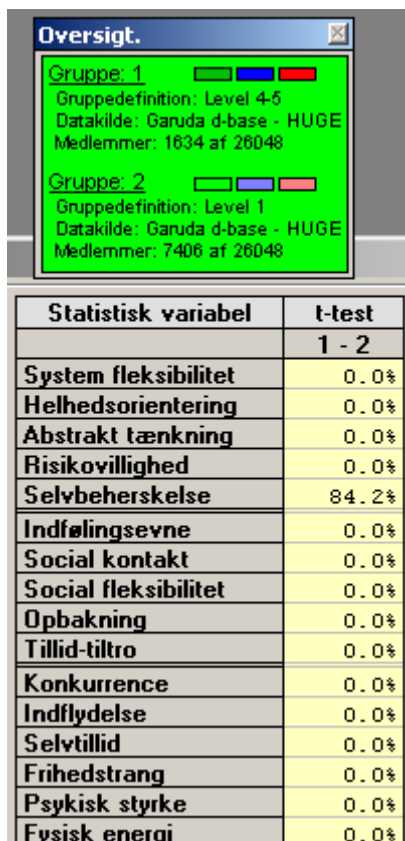 Oversigt.
Gruppe: 1
Gruppedefinition: Level 4-5
Datakilde: Garuda d-base - HUGE
Medlemmer: 1634 af 26048
Gruppe: 2
Gruppedefinition: Level 1
Datakilde: Garuda d-base - HUGE
Medlemmer: 7406 af 26048
Statistisk variabel t-test
1 - 2
System fleksibilitet 0.0%
Helhedsorientering 0.0%
Abstrakt tænkning 0.0%
Risikovillighed 0.0%
Selvbeherskelse 84.2%
Indfølingsevne 0.0%
Social kontakt 0.0%
Social fleksibilitet 0.0%
Opbakning 0.0%
Tillid-tiltro 0.0%
Konkurrence 0.0%
Indflydelse 0.0%
Selvtillid 0.0%
Frihedstrang 0.0%
Psykisk styrke 0.0%
Fysisk energi 0.0%